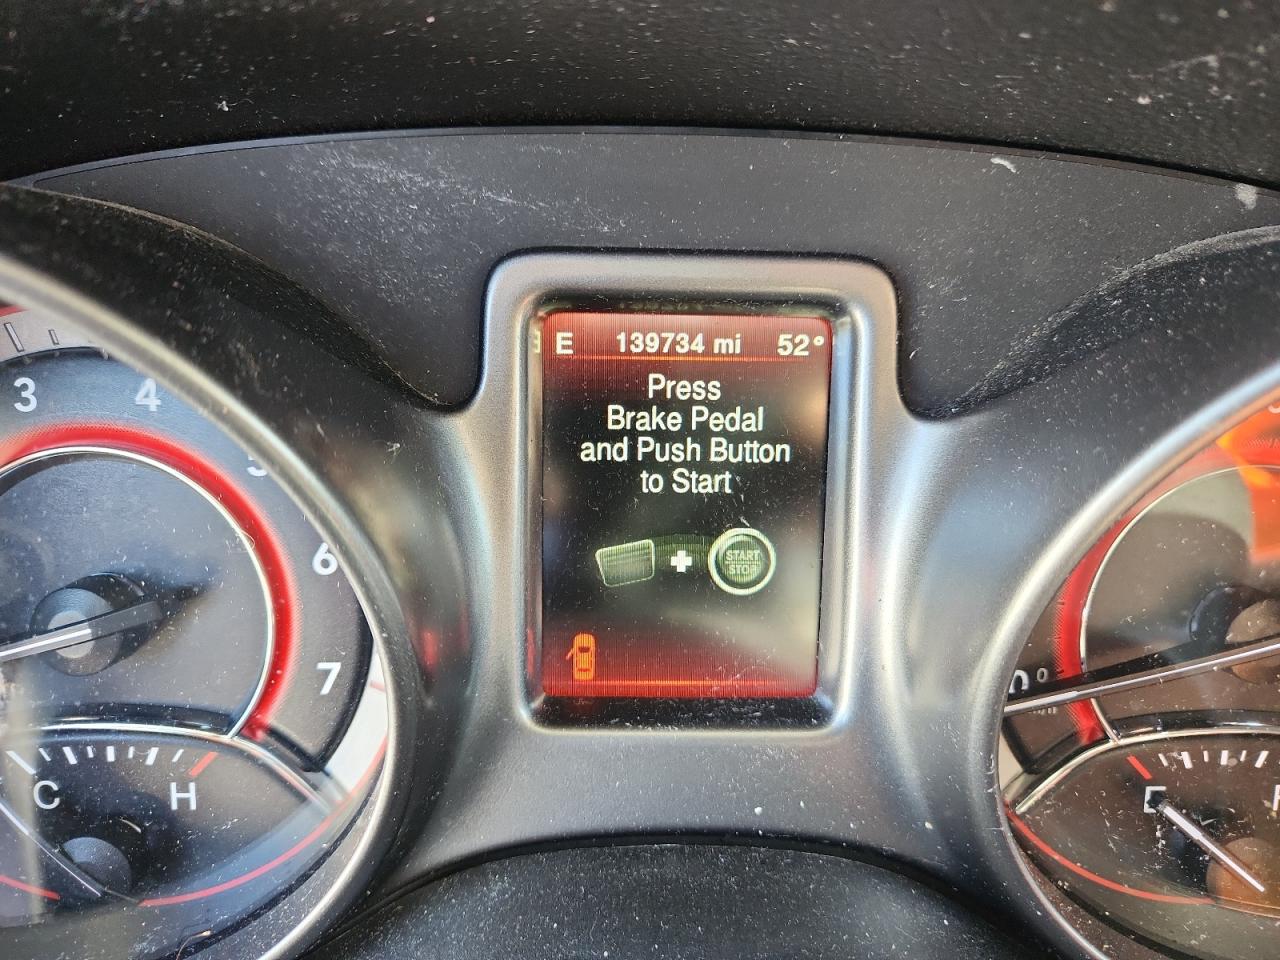 E 139734 mi 52°
Press
Brake Pedal
and Push Button
to Start
START
STOP
3
4
5
6
7
C H
E